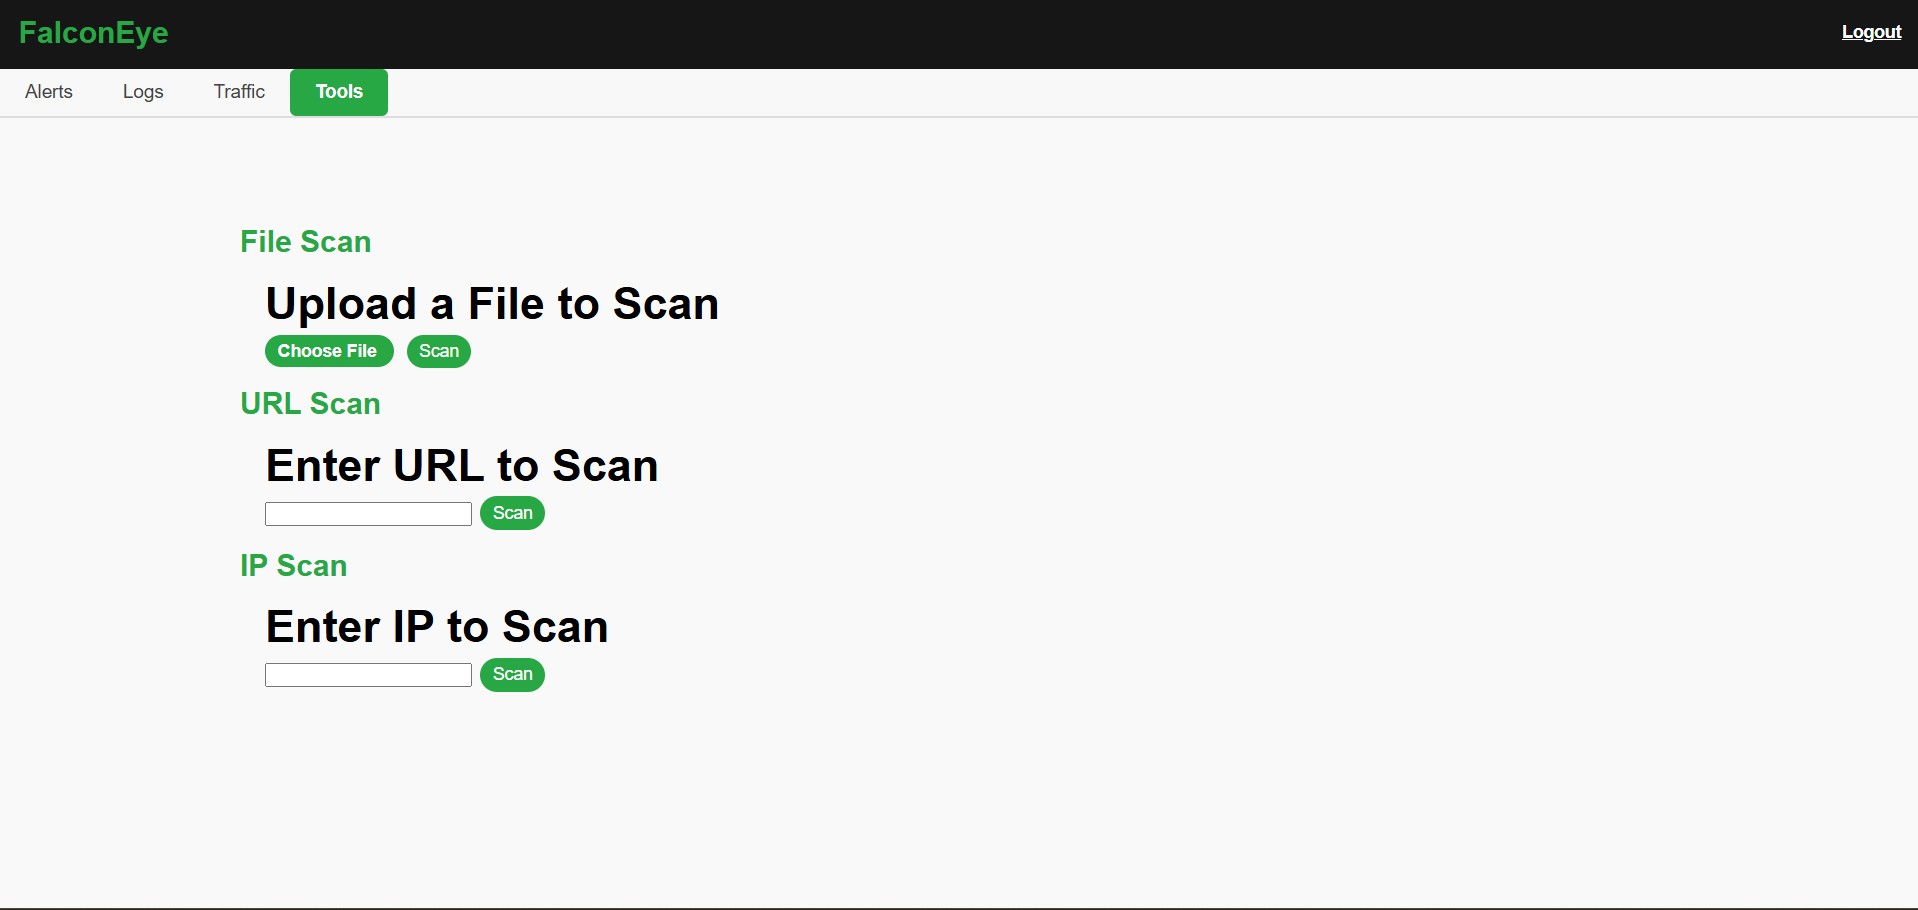 FalconEye
Logout
Alerts Logs Traffic Tools
File Scan
Upload a File to Scan
Choose File Scan
URL Scan
Enter URL to Scan
Scan
IP Scan
Enter IP to Scan
Scan